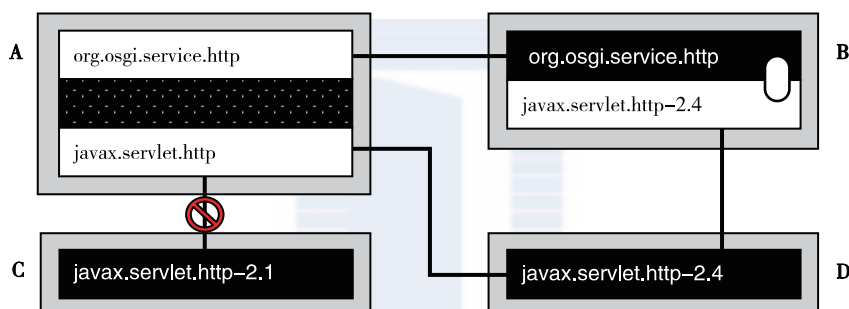 A
org.osgi.service.http
javax.servlet.http
B
org.osgi.service.http
javax.servlet.http-2.4
C
javax.servlet.http-2.1
javax.servlet.http-2.4
D